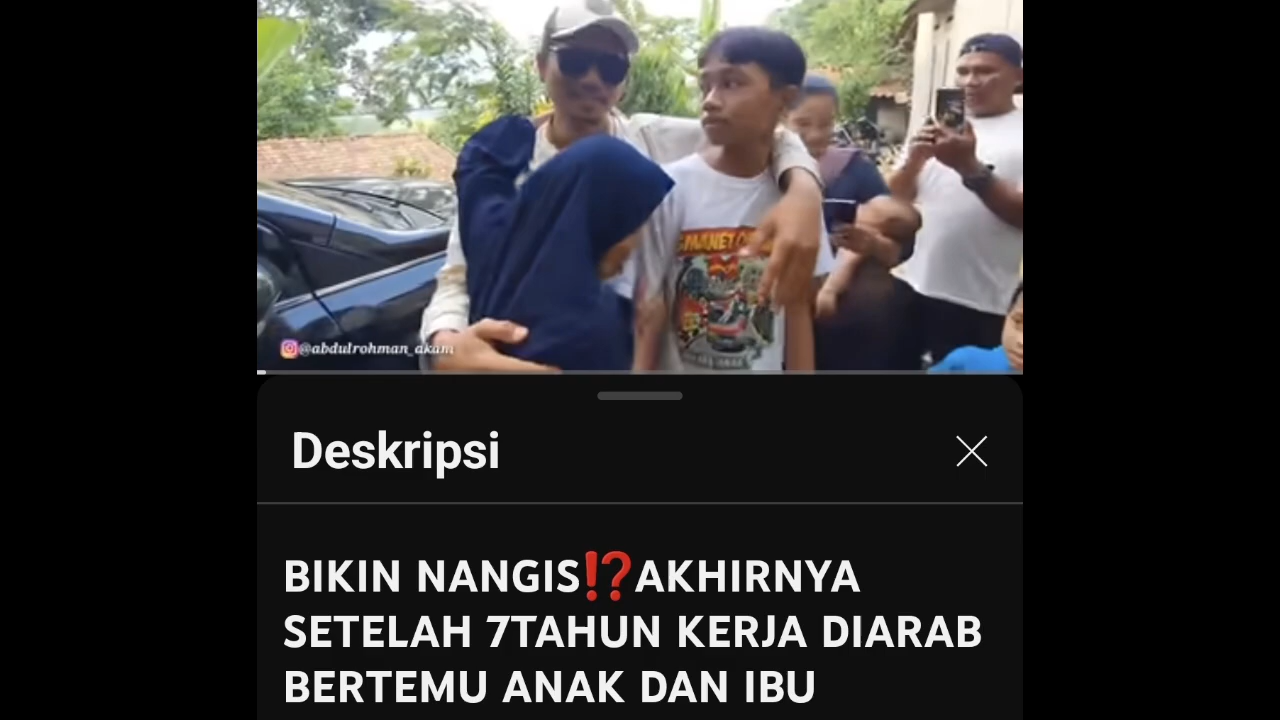 @abdulrohman_akam
Deskripsi
BIKIN NANGIS⁉️AKHIRNYA
SETELAH 7TAHUN KERJA DIARAB
BERTEMU ANAK DAN IBU